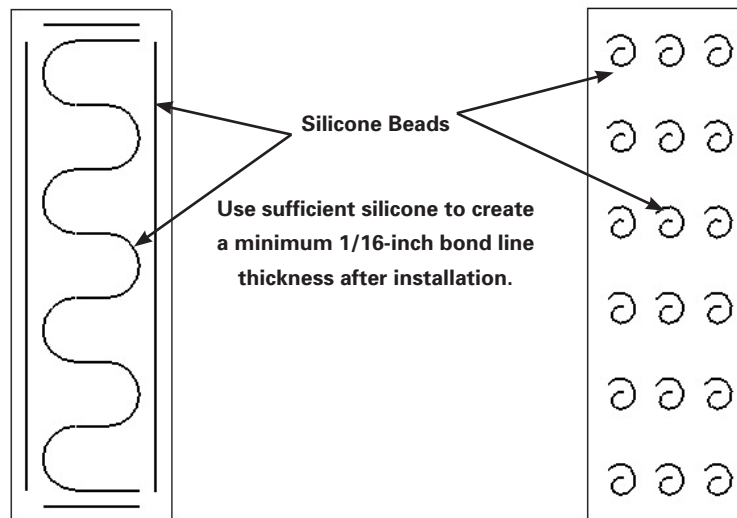 Silicone Beads
Use sufficient silicone to create
a minimum 1/16-inch bond line
thickness after installation.